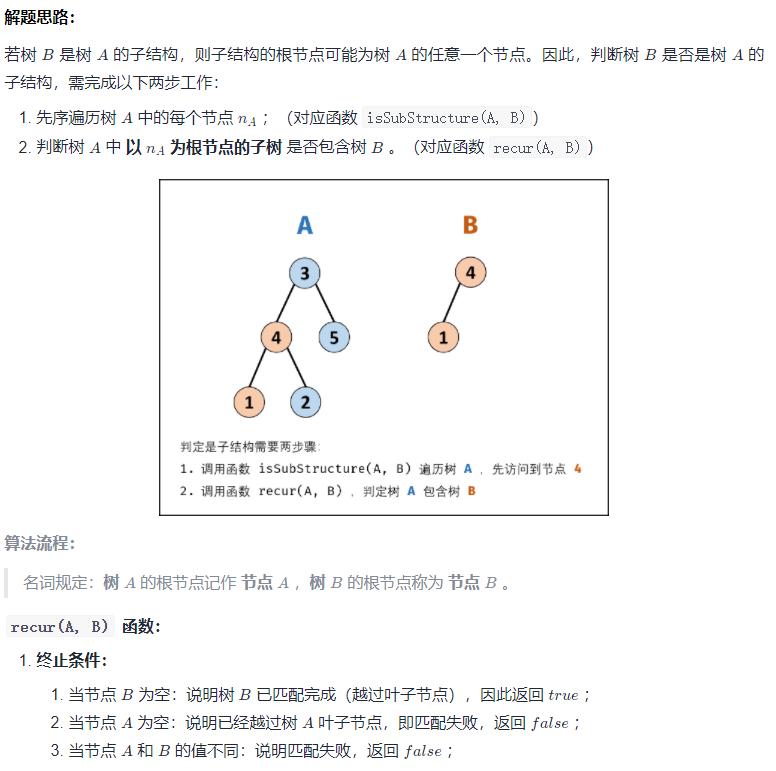 解题思路：
若树 B 是树 A 的子结构，则子结构的根节点可能为树 A 的任意一个节点。因此，判断树 B 是否是树 A 的
子结构，需完成以下两步工作：
1. 先序遍历树 A 中的每个节点 n_A ；（对应函数 isSubStructure(A, B)）
2. 判断树 A 中 以 n_A 为根节点的子树 是否包含树 B 。（对应函数 recur(A, B)）
A B
3 4
4 5 1
1 2
判定是子结构需要两步骤：
1. 调用函数 isSubStructure(A, B) 遍历树 A ，先访问到节点 4
2. 调用函数 recur(A, B) ，判定树 A 包含树 B
算法流程：
名词规定：树 A 的根节点记作 节点 A ，树 B 的根节点称为 节点 B 。
recur(A, B) 函数：
1. 终止条件：
1. 当节点 B 为空：说明树 B 已匹配完成（越过叶子节点），因此返回 true ；
2. 当节点 A 为空：说明已经越过树 A 叶子节点，即匹配失败，返回 false ；
3. 当节点 A 和 B 的值不同：说明匹配失败，返回 false ；